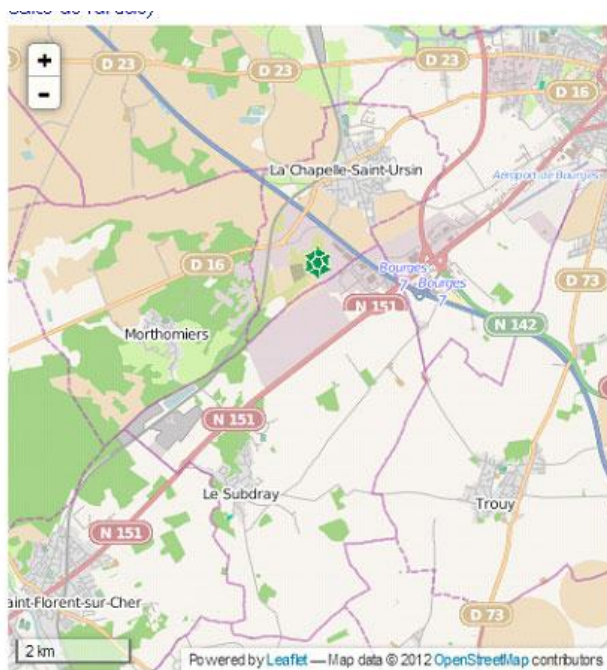 +
-
D 23
D 23
D 23
D 16
La Chapelle-Saint-Ursin
Aéroport de Bourges
D 16
Bourges
7
Bourges
7
D 73
N 151
N 142
Morthomiers
N 151
Le Subdray
Trouy
N 151
aint-Florent-sur-Cher
D 73
2 km
Powered by Leaflet — Map data © 2012 OpenStreetMap contributors